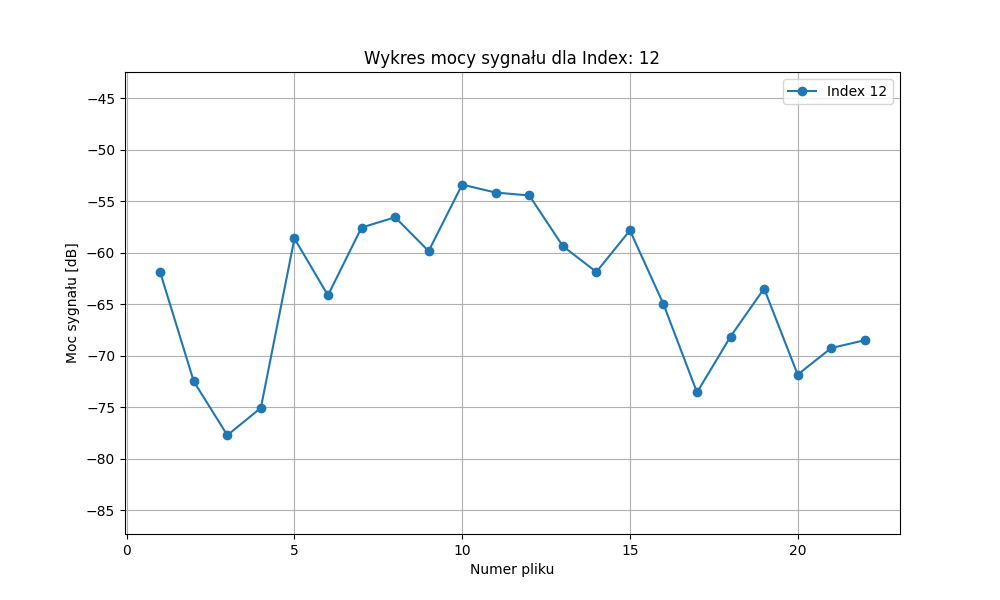 Wykres mocy sygnału dla Index: 12
Index 12
Moc sygnału [dB]
−45
−50
−55
−60
−65
−70
−75
−80
−85
0 5 10 15 20
Numer pliku